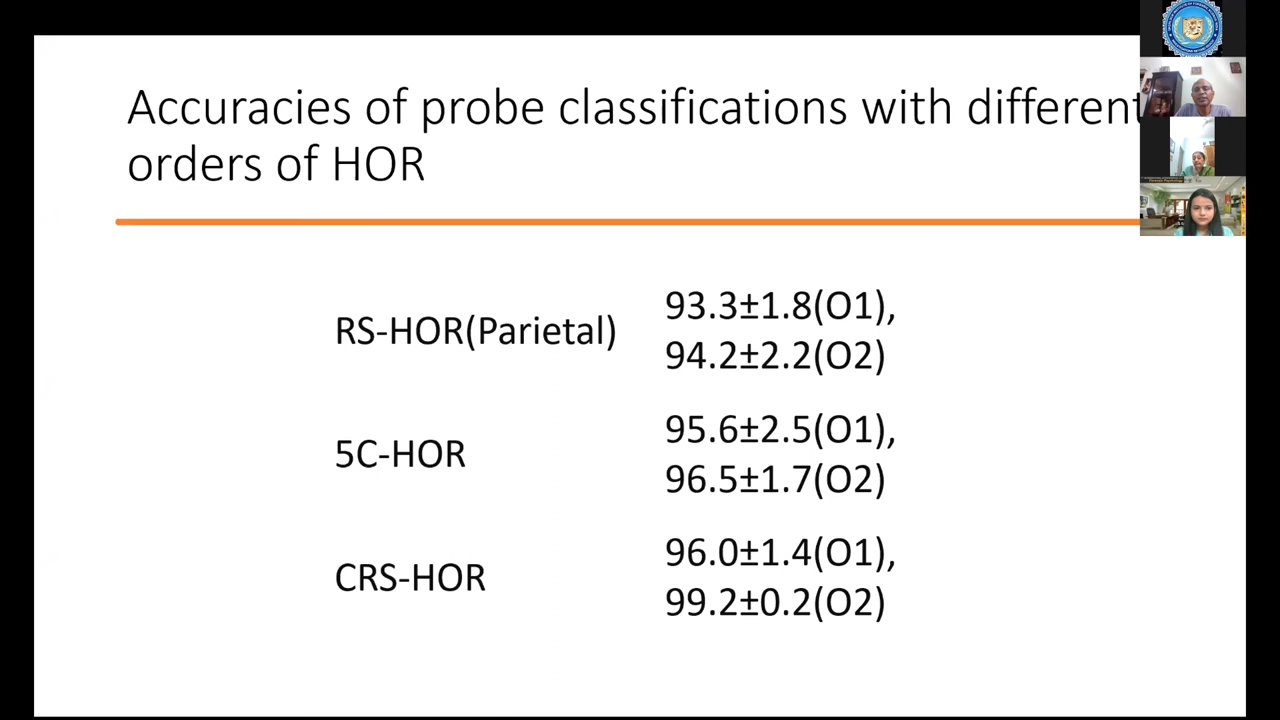 Accuracies of probe classifications with different
orders of HOR
RS-HOR(Parietal)
93.3±1.8(O1),
94.2±2.2(O2)
5C-HOR
95.6±2.5(O1),
96.5±1.7(O2)
CRS-HOR
96.0±1.4(O1),
99.2±0.2(O2)